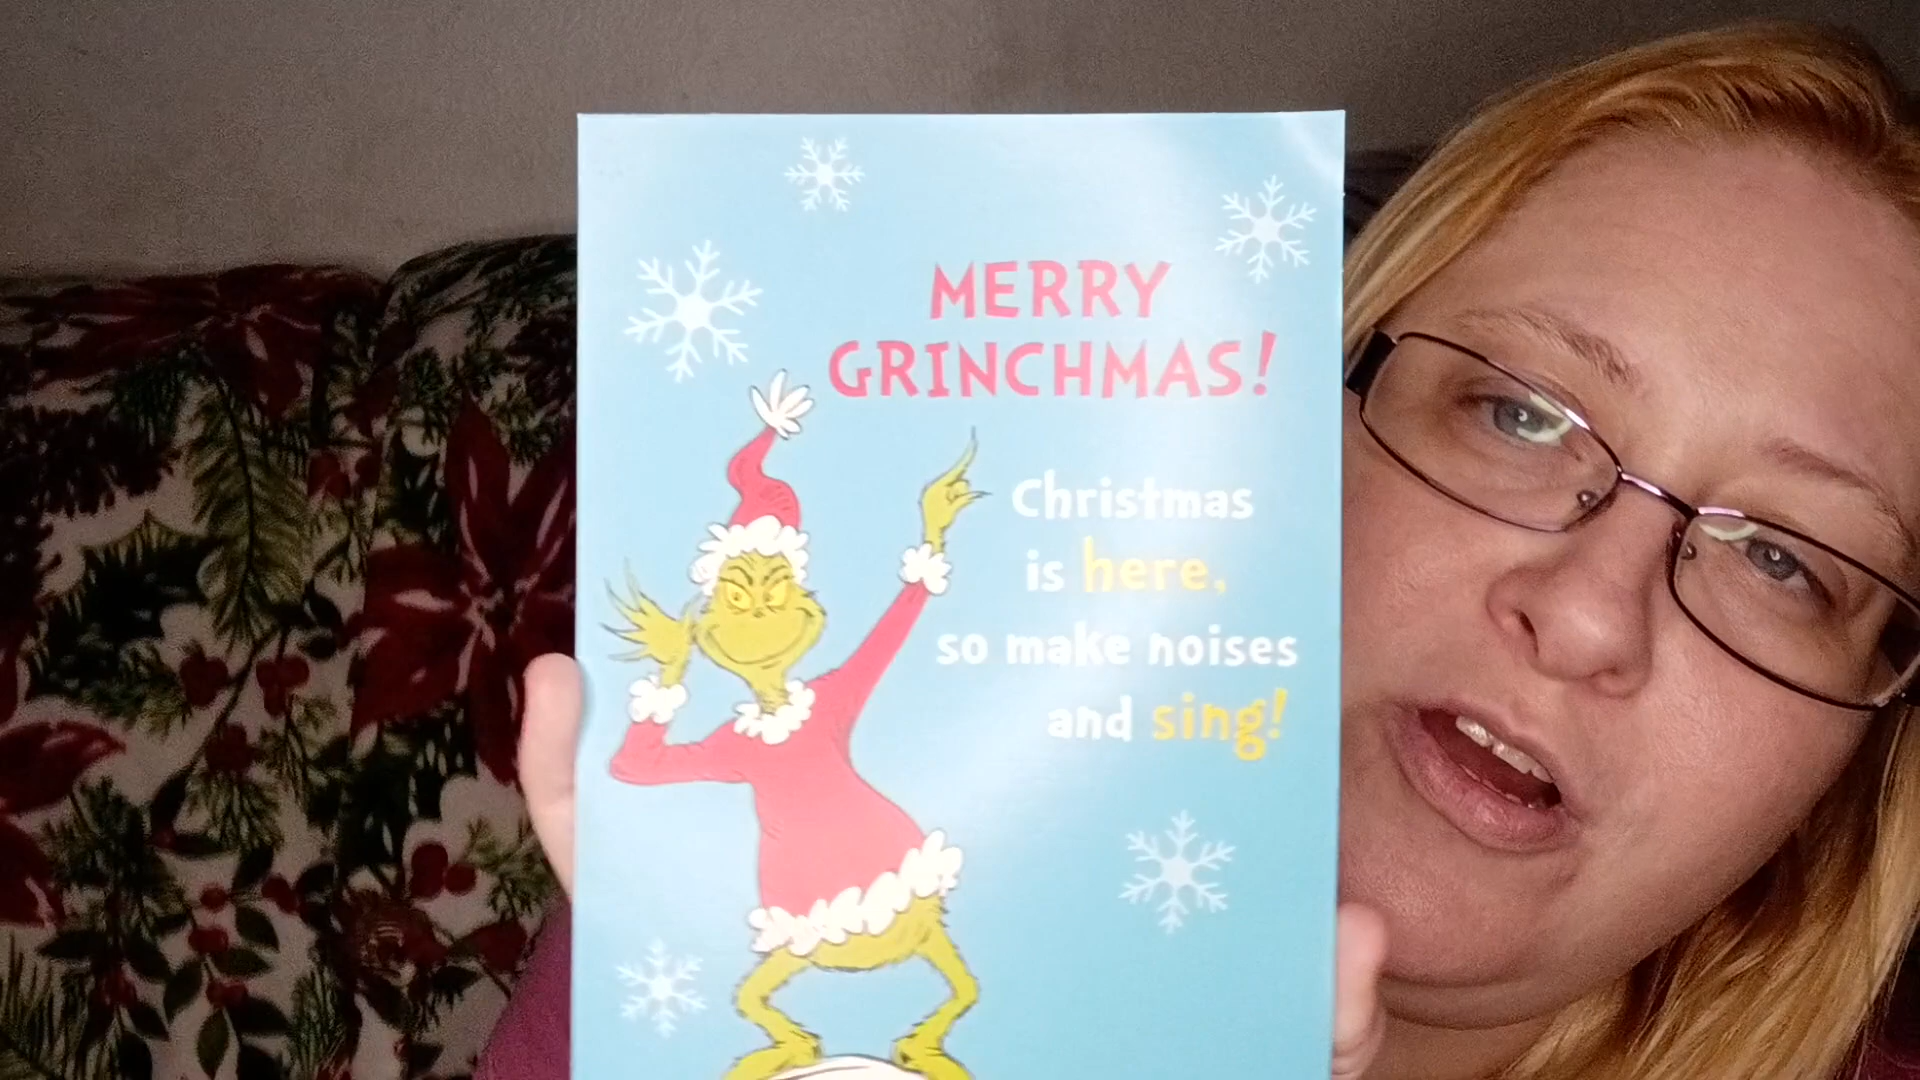 MERRY
GRINCHMAS!
Christmas
is here,
so make noises
and sing!